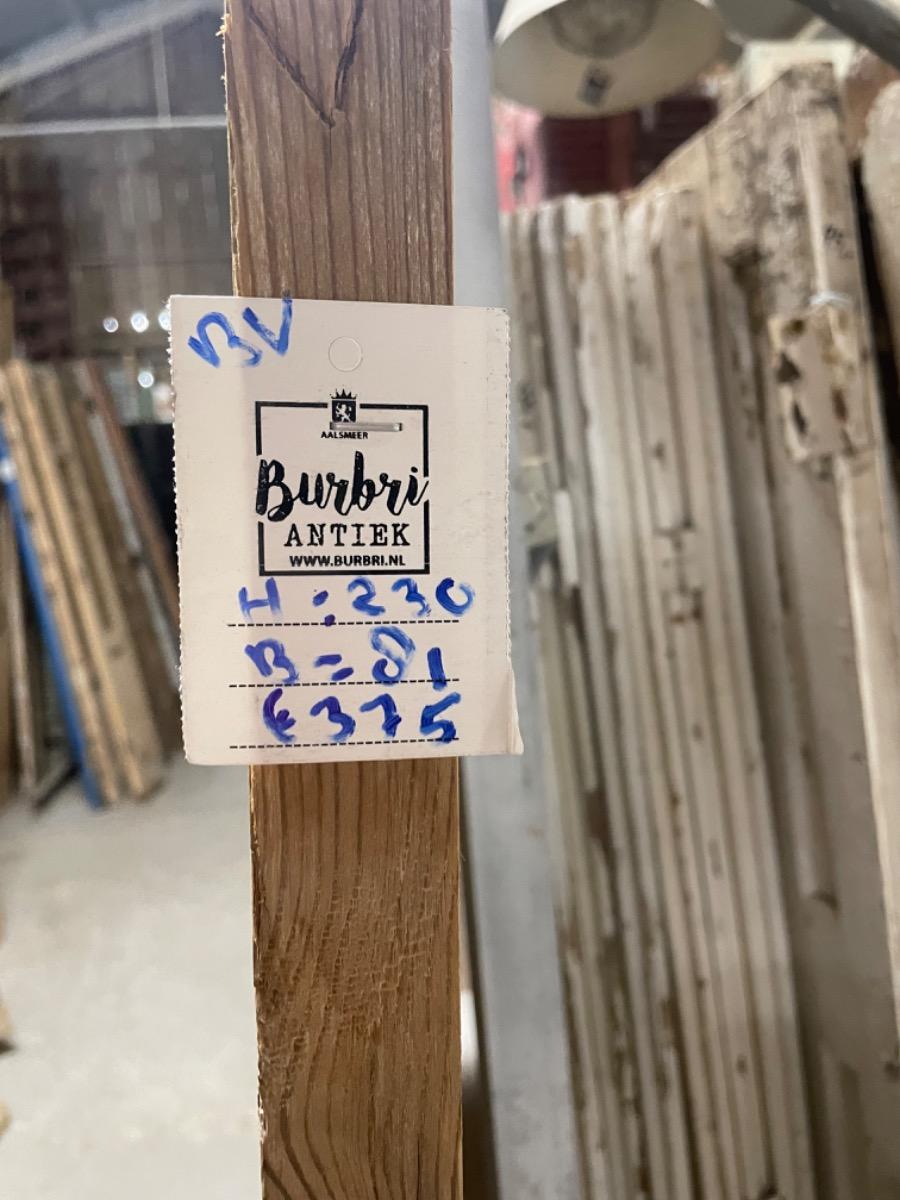 BV
AALSMEER
Burbri
ANTIEK
WWW.BURBRI.NL
H : 230
B = 81
€375